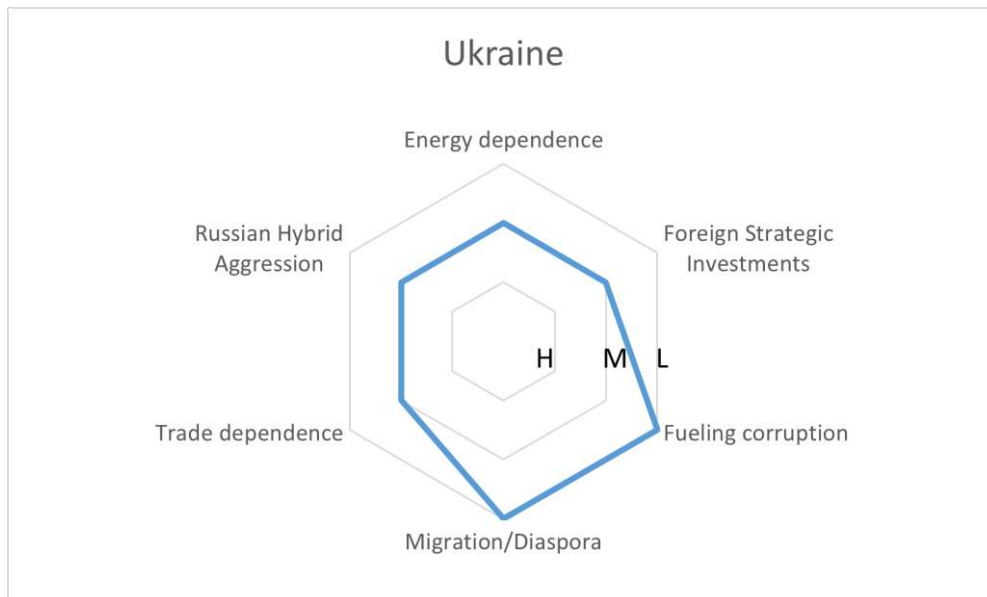 Ukraine
Energy dependence
Russian Hybrid
Aggression
Foreign Strategic
Investments
H
M
L
Trade dependence
Fueling corruption
Migration/Diaspora